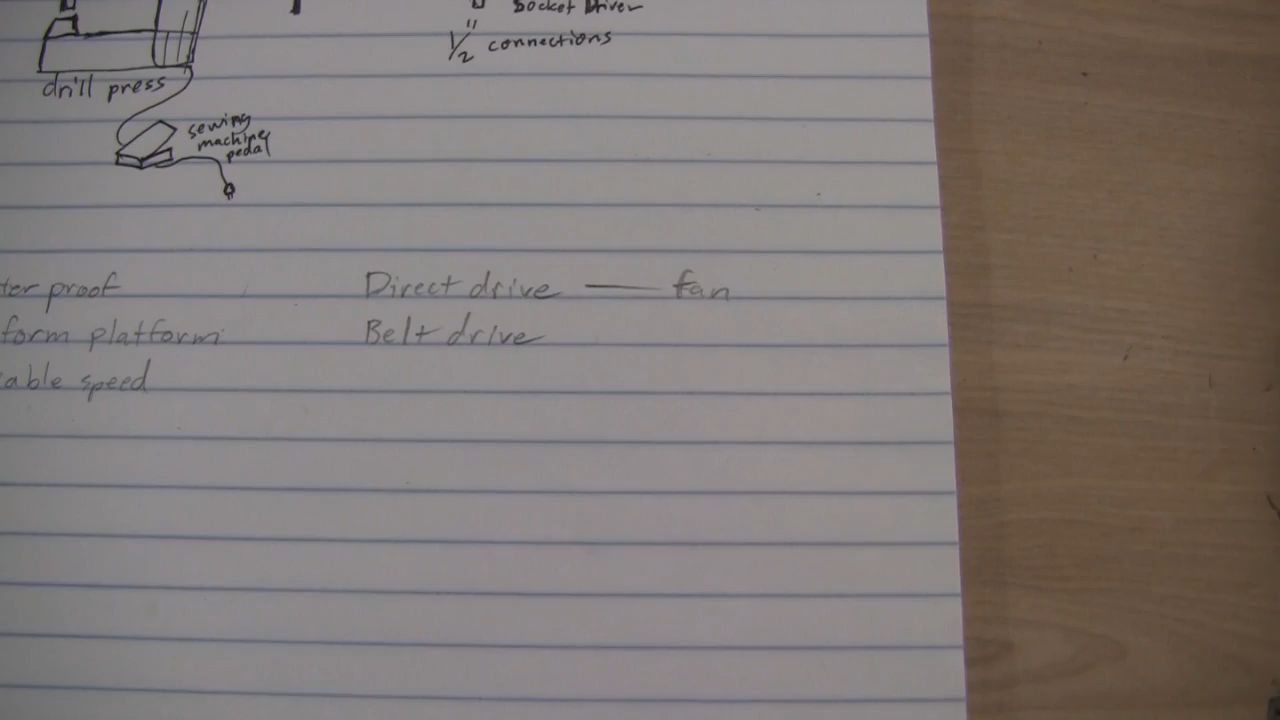 Socket Driver
1/2" connections
drill press
sewing
machine
pedal
ter proof
Direct drive — fan
form platform
Belt drive
able speed